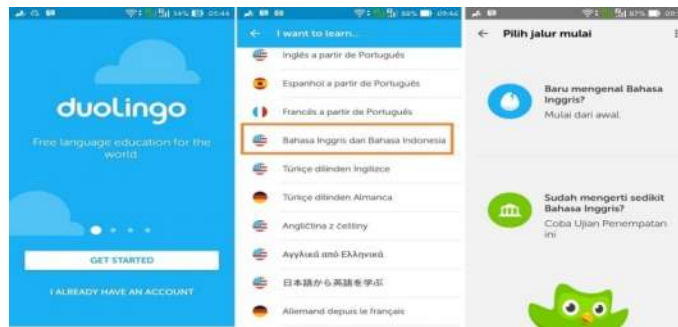 duolingo
Free language education for the
world.
GET STARTED
I ALREADY HAVE AN ACCOUNT
I want to learn...
Inglês a partir de Português
Espanhol a partir de Português
Francês a partir de Português
Bahasa Inggris dari Bahasa Indonesia
Türkçe dilinden İngilizce
Türkçe dilinden Almanca
Angličtina z češtiny
Αγγλικά από Ελληνικά
日本語から英語を学ぶ
Allemand depuis le français
Pilih jalur mulai
Baru mengenal Bahasa
Inggris?
Mulai dari awal.
Sudah mengerti sedikit
Bahasa Inggris?
Coba Ujian Penempatan
ini